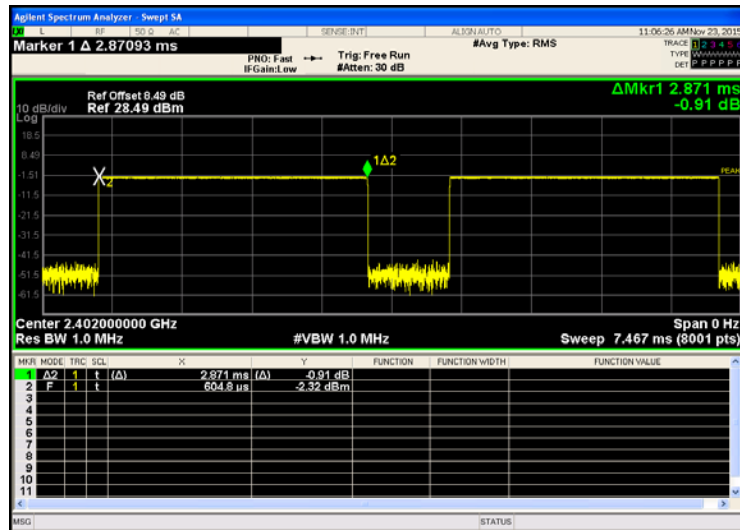 Agilent Spectrum Analyzer - Swept SA
L RF 50 Ω AC SENSE:INT ALIGN AUTO 11:06:26 AM Nov 23, 2015
Marker 1 Δ 2.87093 ms
PNO: Fast
IFGain:Low
Trig: Free Run
#Atten: 30 dB
#Avg Type: RMS
TRACE 1 2 3 4 5 6
TYPE
DET P P P P P P
ΔMkr1 2.871 ms
-0.91 dB
Ref Offset 8.49 dB
10 dB/div Ref 28.49 dBm
Log
18.5
8.49
-1.51
-11.5
-21.5
-31.5
-41.5
-51.5
-61.5
X2
1Δ2
PEAK
Center 2.402000000 GHz Span 0 Hz
Res BW 1.0 MHz #VBW 1.0 MHz Sweep 7.467 ms (8001 pts)
MKR MODE TRC SCL X Y FUNCTION FUNCTION WIDTH FUNCTION VALUE
1 Δ2 1 t (Δ) 2.871 ms (Δ) -0.91 dB
2 F 1 t 604.8 µs -2.32 dBm
3
4
5
6
7
8
9
10
11
MSG STATUS